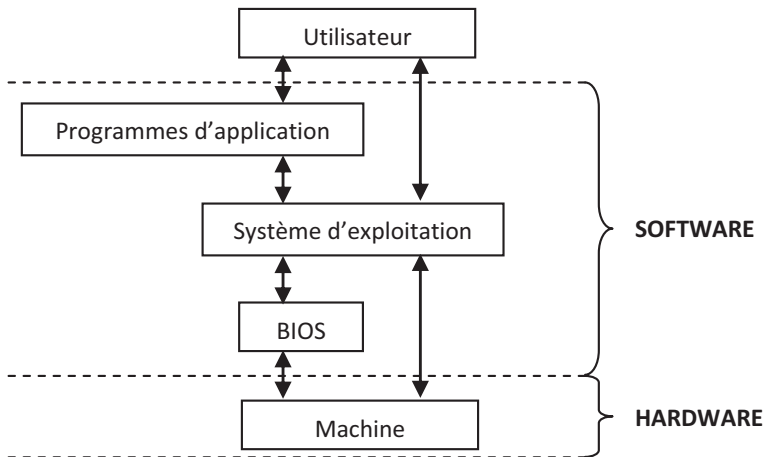 Utilisateur
Programmes d’application
Système d’exploitation
SOFTWARE
BIOS
HARDWARE
Machine